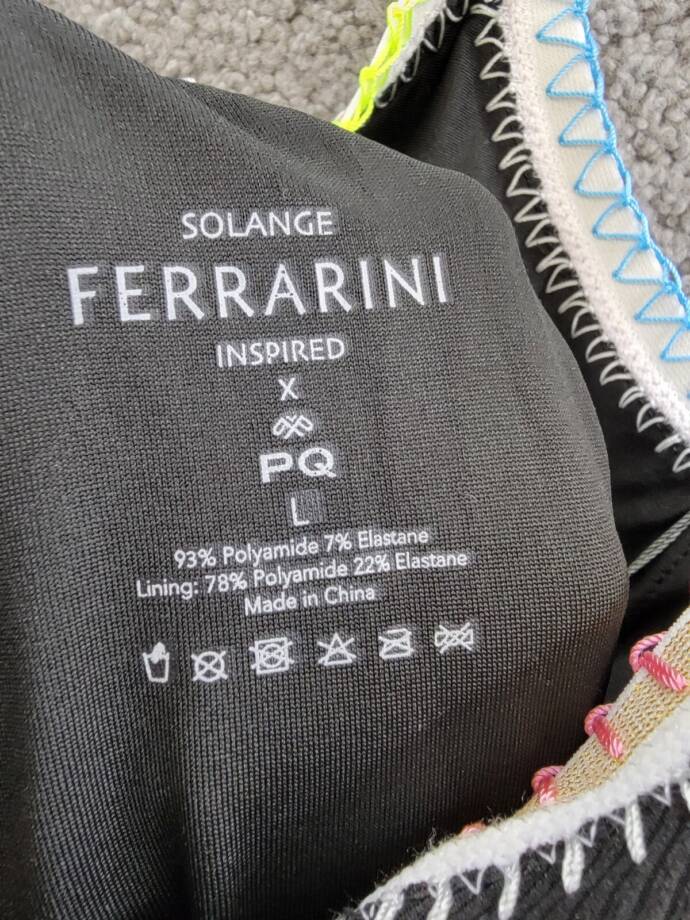 SOLANGE
FERRARINI
INSPIRED
X
PQ
L
93% Polyamide 7% Elastane
Lining: 78% Polyamide 22% Elastane
Made in China